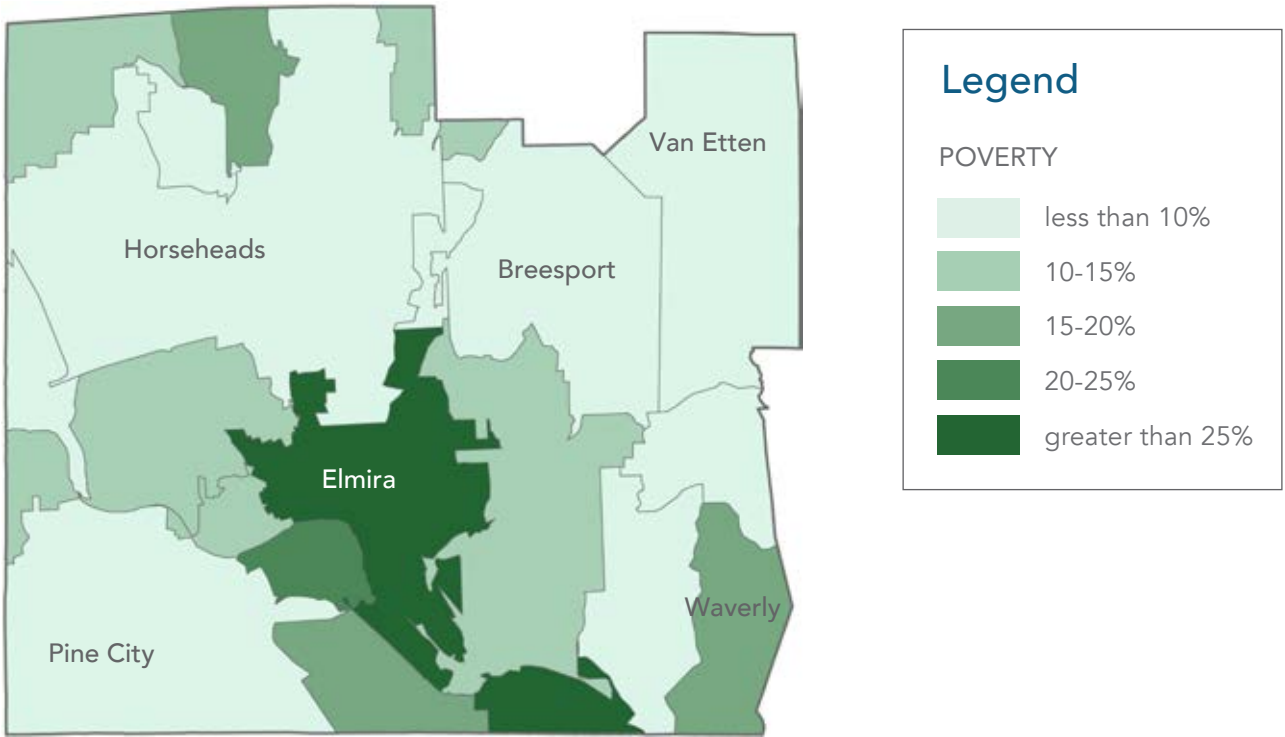 Legend
POVERTY
less than 10%
10-15%
15-20%
20-25%
greater than 25%
Van Etten
Horseheads
Breesport
Elmira
Waverly
Pine City